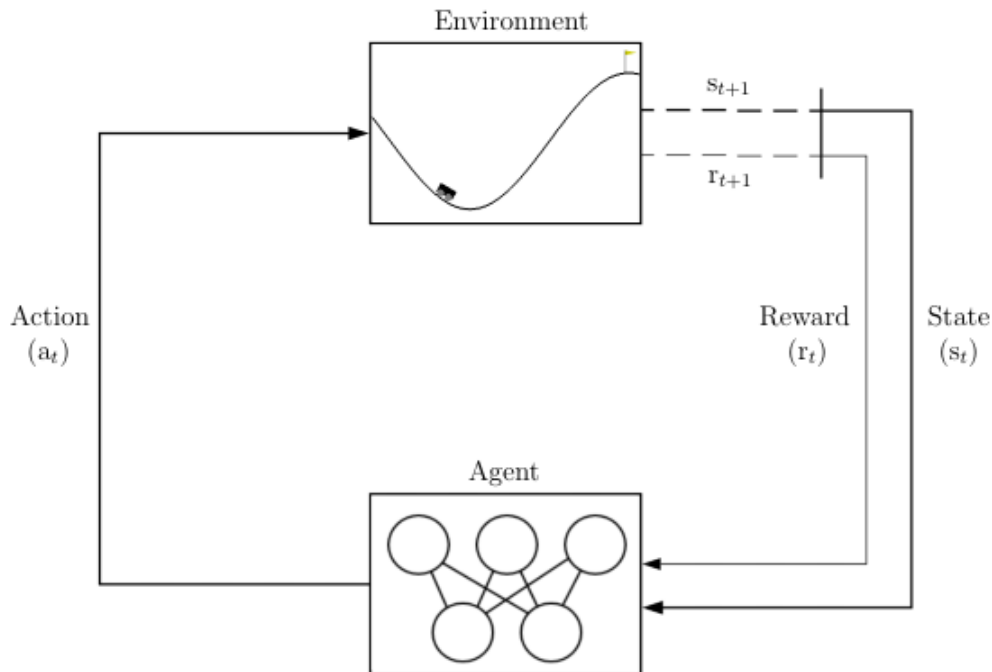 Environment
s_{t+1}
r_{t+1}
Action
(a_t)
Reward
(r_t)
State
(s_t)
Agent